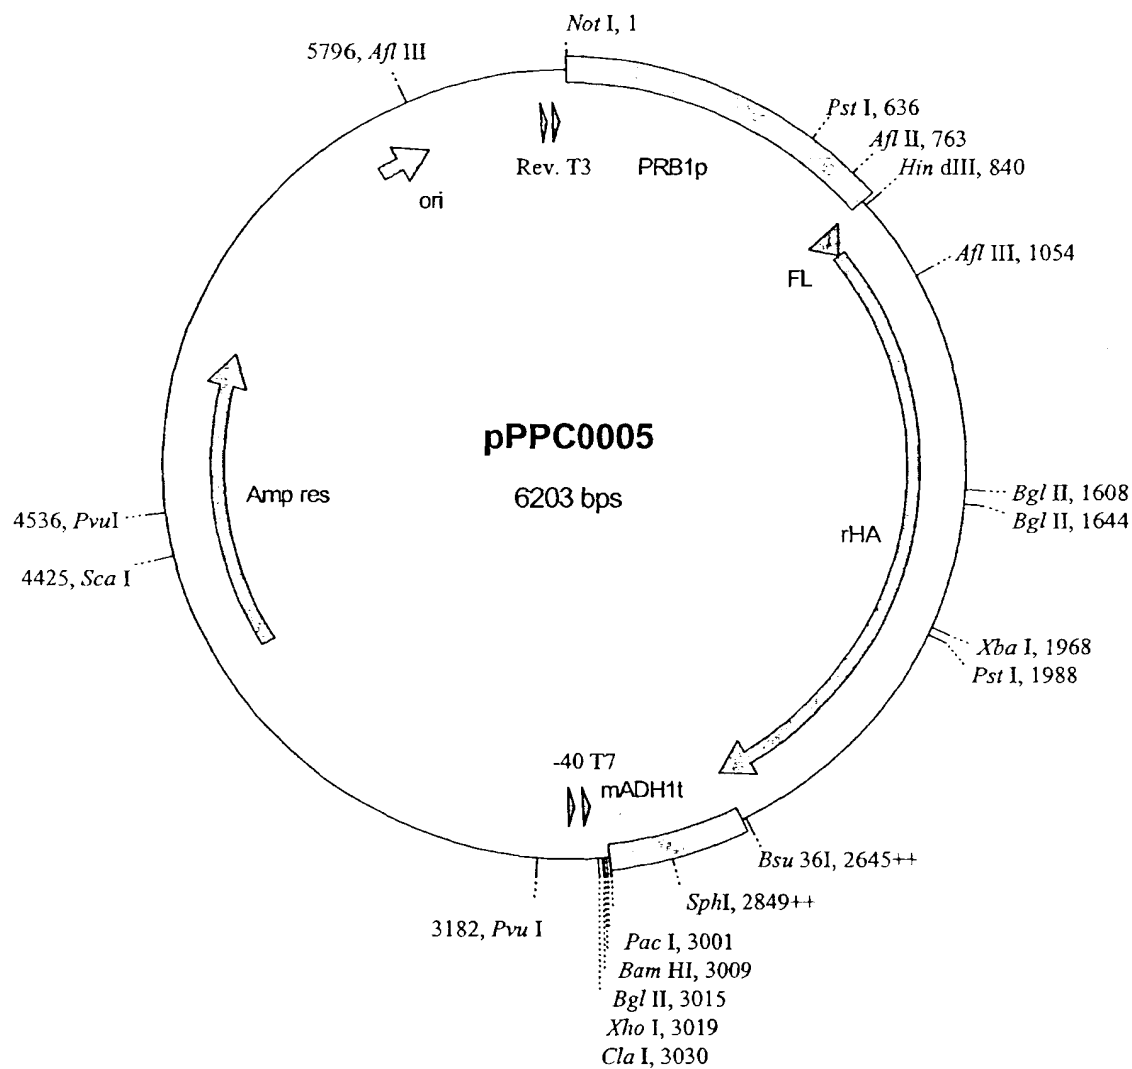 Not I, 1
5796, Afl III
Pst I, 636
Afl II, 763
Hin dIII, 840
Rev. T3
PRB1p
ori
Afl III, 1054
FL
pPPC0005
6203 bps
Amp res
Bgl II, 1608
Bgl II, 1644
4536, PvuI
rHA
4425, Sca I
Xba I, 1968
Pst I, 1988
-40 T7
mADH1t
Bsu 36I, 2645++
SphI, 2849++
3182, Pvu I
Pac I, 3001
Bam HI, 3009
Bgl II, 3015
Xho I, 3019
Cla I, 3030